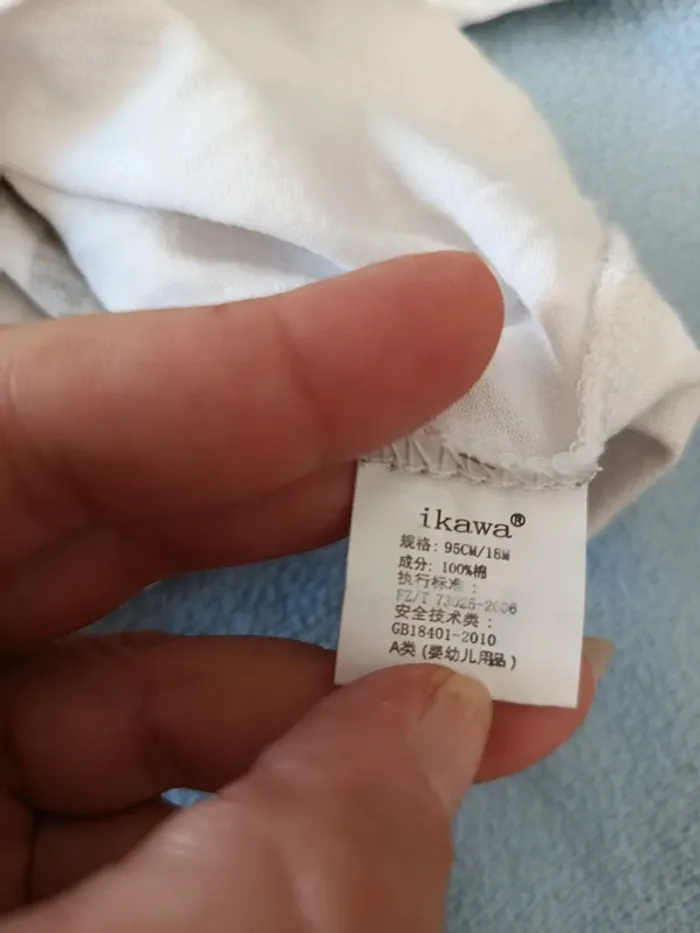 ikawa®
规格: 95CM/18M
成分: 100%棉
执行标准:
FZ/T 73025-2006
安全技术类:
GB18401-2010
A类(婴幼儿用品)